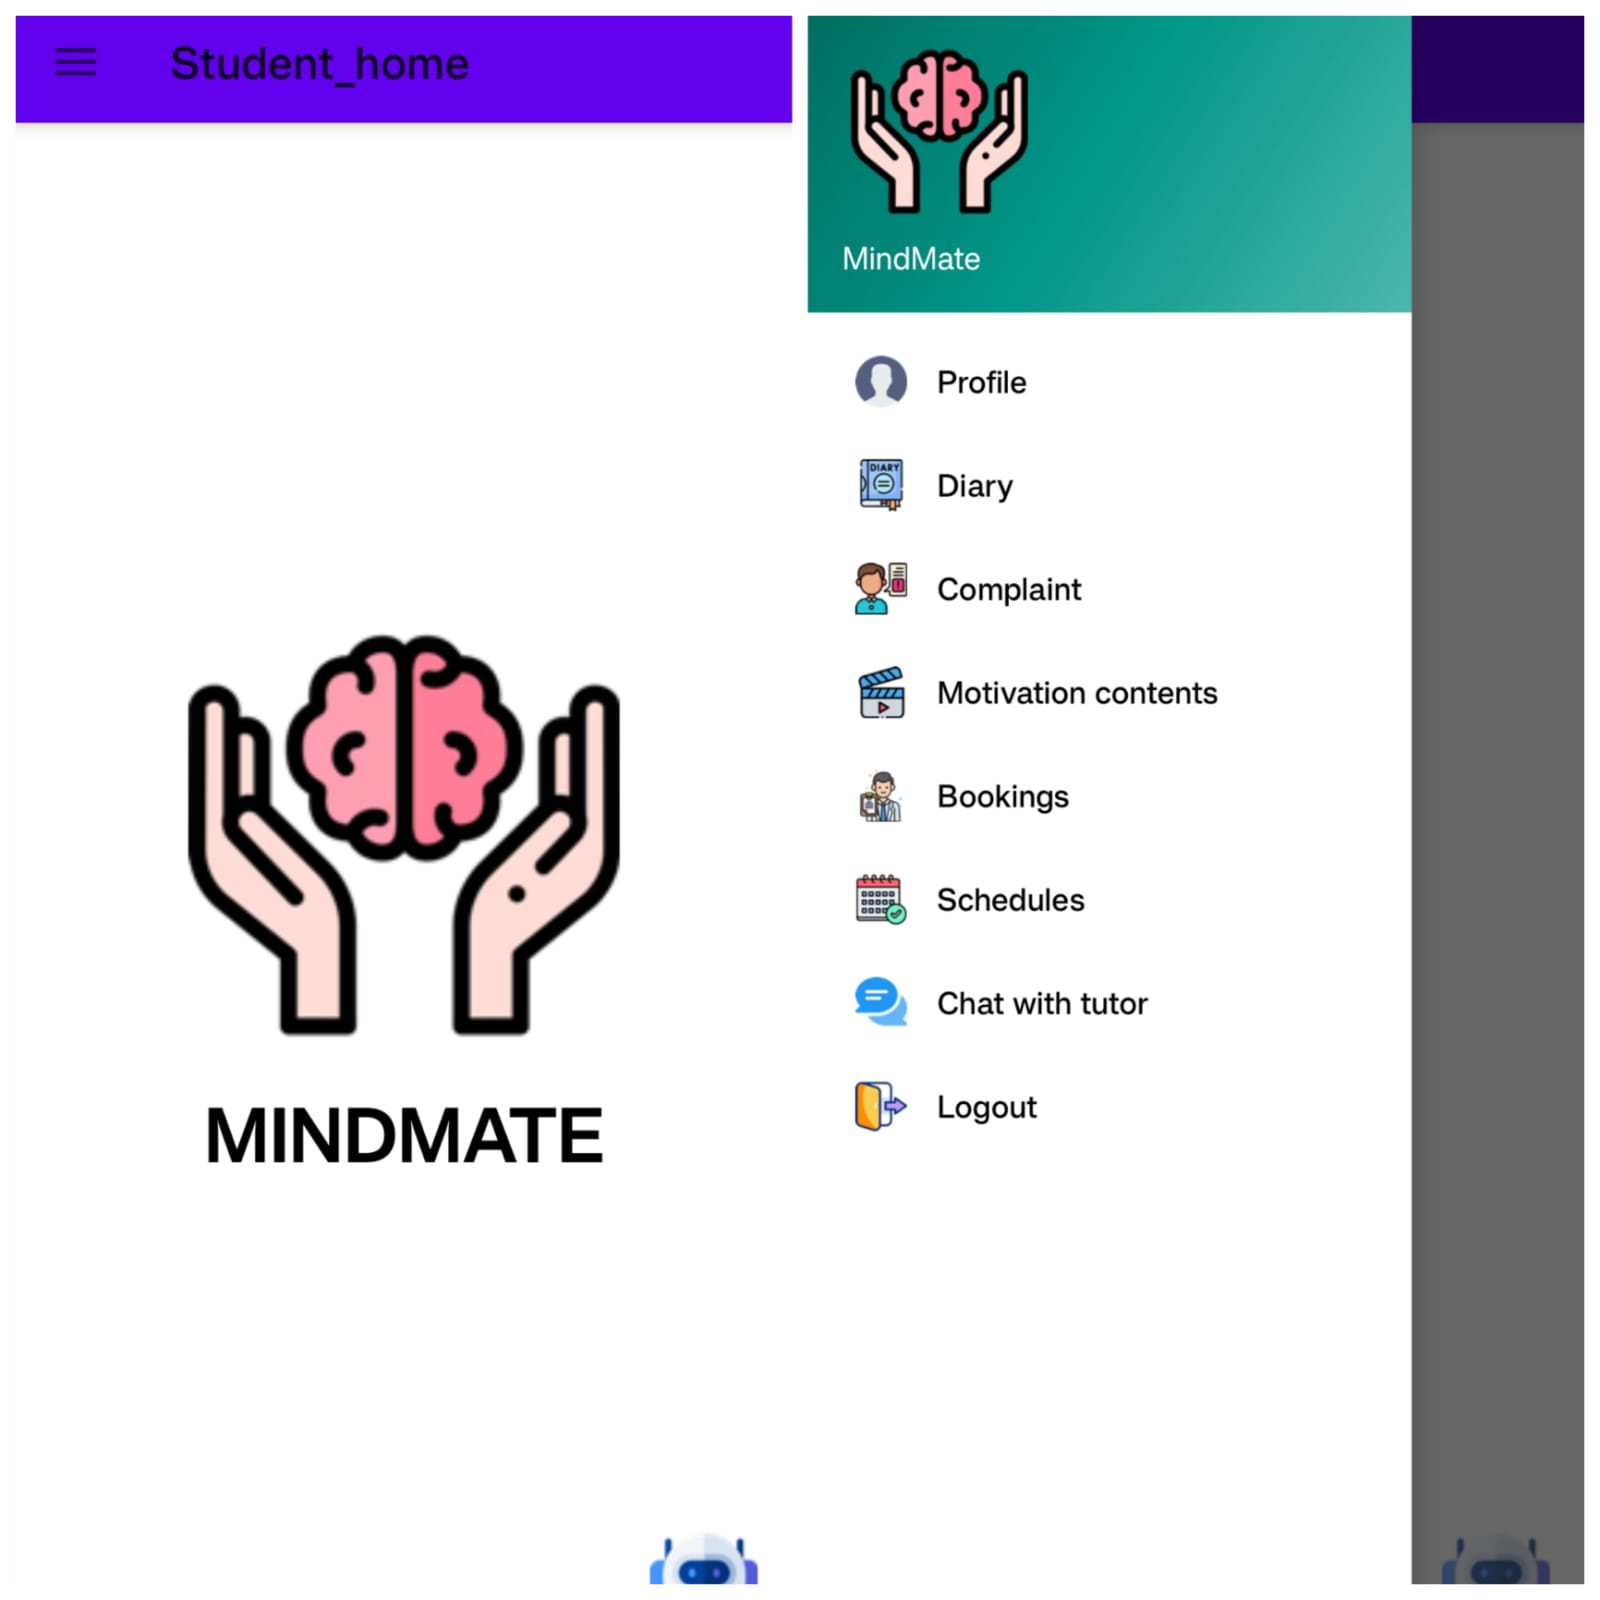 Student_home
MINDMATE
MindMate
Profile
DIARY
Diary
Complaint
Motivation contents
Bookings
Schedules
Chat with tutor
Logout